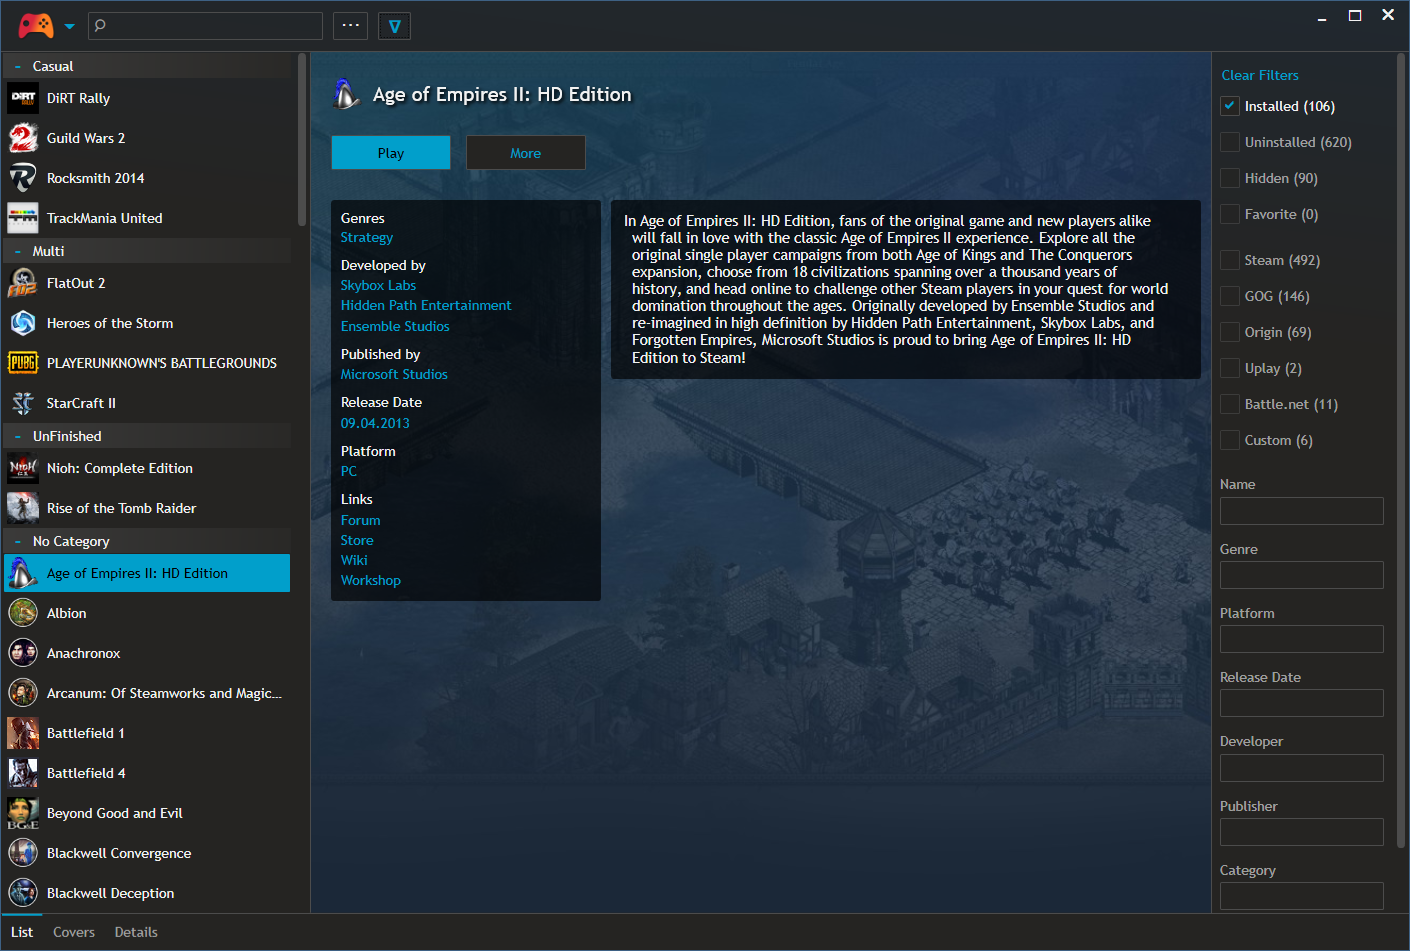 Casual
DiRT Rally
Guild Wars 2
Rocksmith 2014
TrackMania United
Multi
FlatOut 2
Heroes of the Storm
PUBG
PLAYERUNKNOWN'S BATTLEGROUNDS
StarCraft II
UnFinished
Nioh: Complete Edition
Rise of the Tomb Raider
No Category
Age of Empires II: HD Edition
Albion
Anachronox
Arcanum: Of Steamworks and Magic...
Battlefield 1
Battlefield 4
Beyond Good and Evil
Blackwell Convergence
Blackwell Deception
List Covers Details
Age of Empires II: HD Edition
Play More
Genres
Strategy
Developed by
Skybox Labs
Hidden Path Entertainment
Ensemble Studios
Published by
Microsoft Studios
Release Date
09.04.2013
Platform
PC
Links
Forum
Store
Wiki
Workshop
In Age of Empires II: HD Edition, fans of the original game and new players alike
will fall in love with the classic Age of Empires II experience. Explore all the
original single player campaigns from both Age of Kings and The Conquerors
expansion, choose from 18 civilizations spanning over a thousand years of
history, and head online to challenge other Steam players in your quest for world
domination throughout the ages. Originally developed by Ensemble Studios and
re-imagined in high definition by Hidden Path Entertainment, Skybox Labs, and
Forgotten Empires, Microsoft Studios is proud to bring Age of Empires II: HD
Edition to Steam!
Clear Filters
Installed (106)
Uninstalled (620)
Hidden (90)
Favorite (0)
Steam (492)
GOG (146)
Origin (69)
Uplay (2)
Battle.net (11)
Custom (6)
Name
Genre
Platform
Release Date
Developer
Publisher
Category